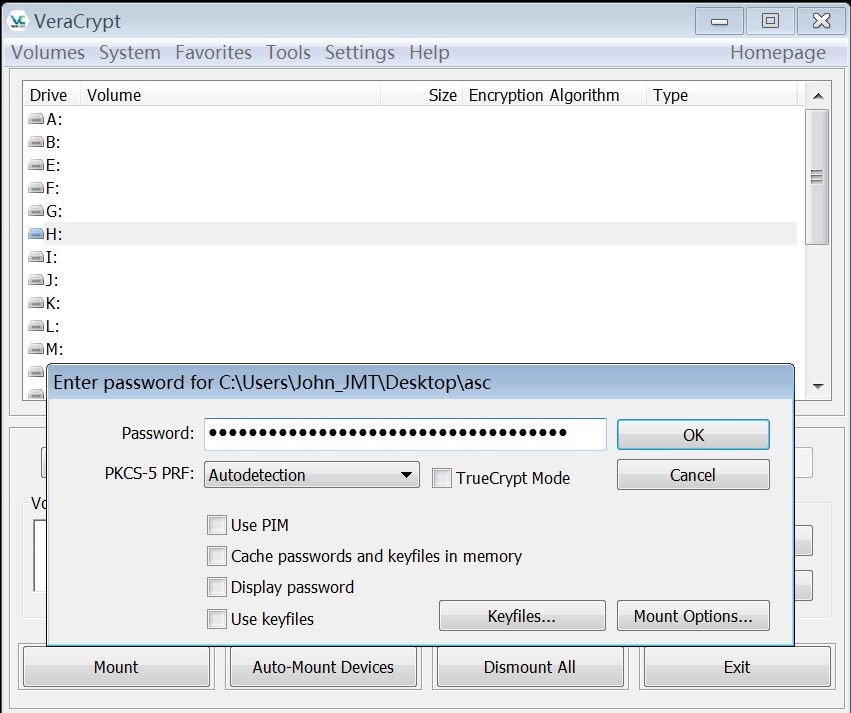 VeraCrypt
Volumes System Favorites Tools Settings Help Homepage
Drive Volume Size Encryption Algorithm Type
A:
B:
E:
F:
G:
H:
I:
J:
K:
L:
M:
Enter password for C:\Users\John_JMT\Desktop\asc
Password: ●●●●●●●●●●●●●●●●●●●●●●●●●●●●●●●●●●●● OK
PKCS-5 PRF: Autodetection TrueCrypt Mode Cancel
Use PIM
Cache passwords and keyfiles in memory
Display password
Use keyfiles Keyfiles... Mount Options...
Mount Auto-Mount Devices Dismount All Exit